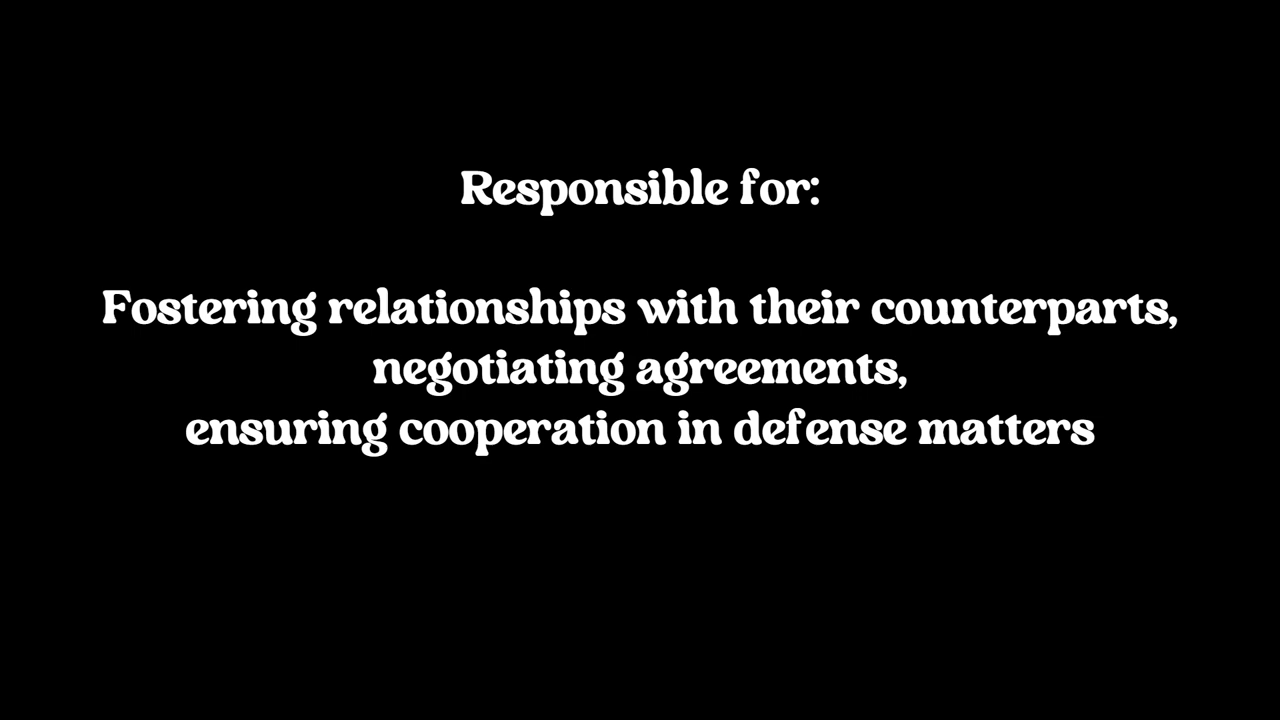 Responsible for:
Fostering relationships with their counterparts,
negotiating agreements,
ensuring cooperation in defense matters